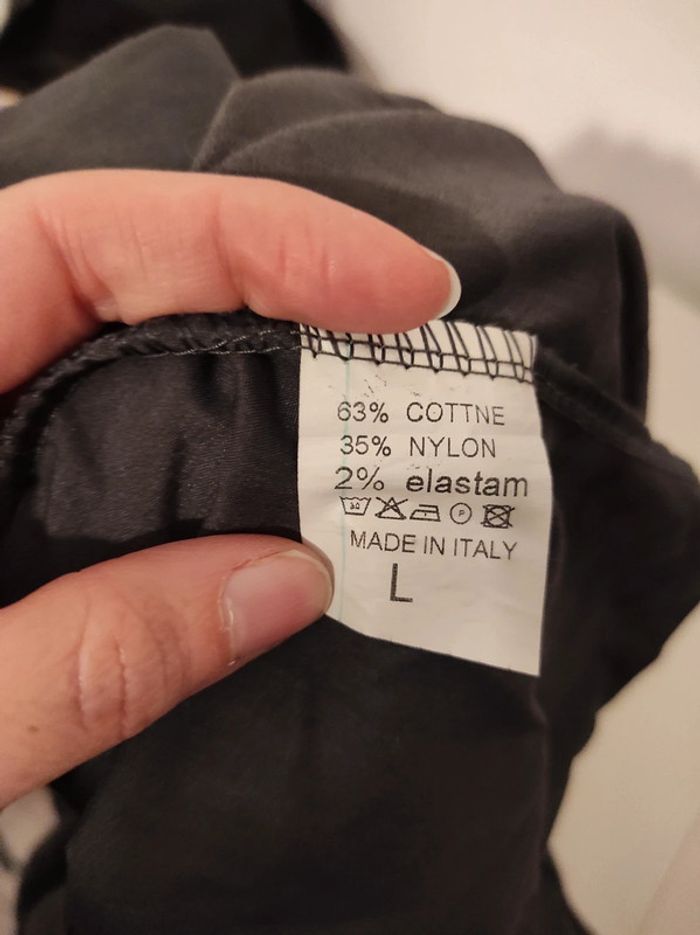 63% COTTNE
35% NYLON
2% elastam
MADE IN ITALY
L